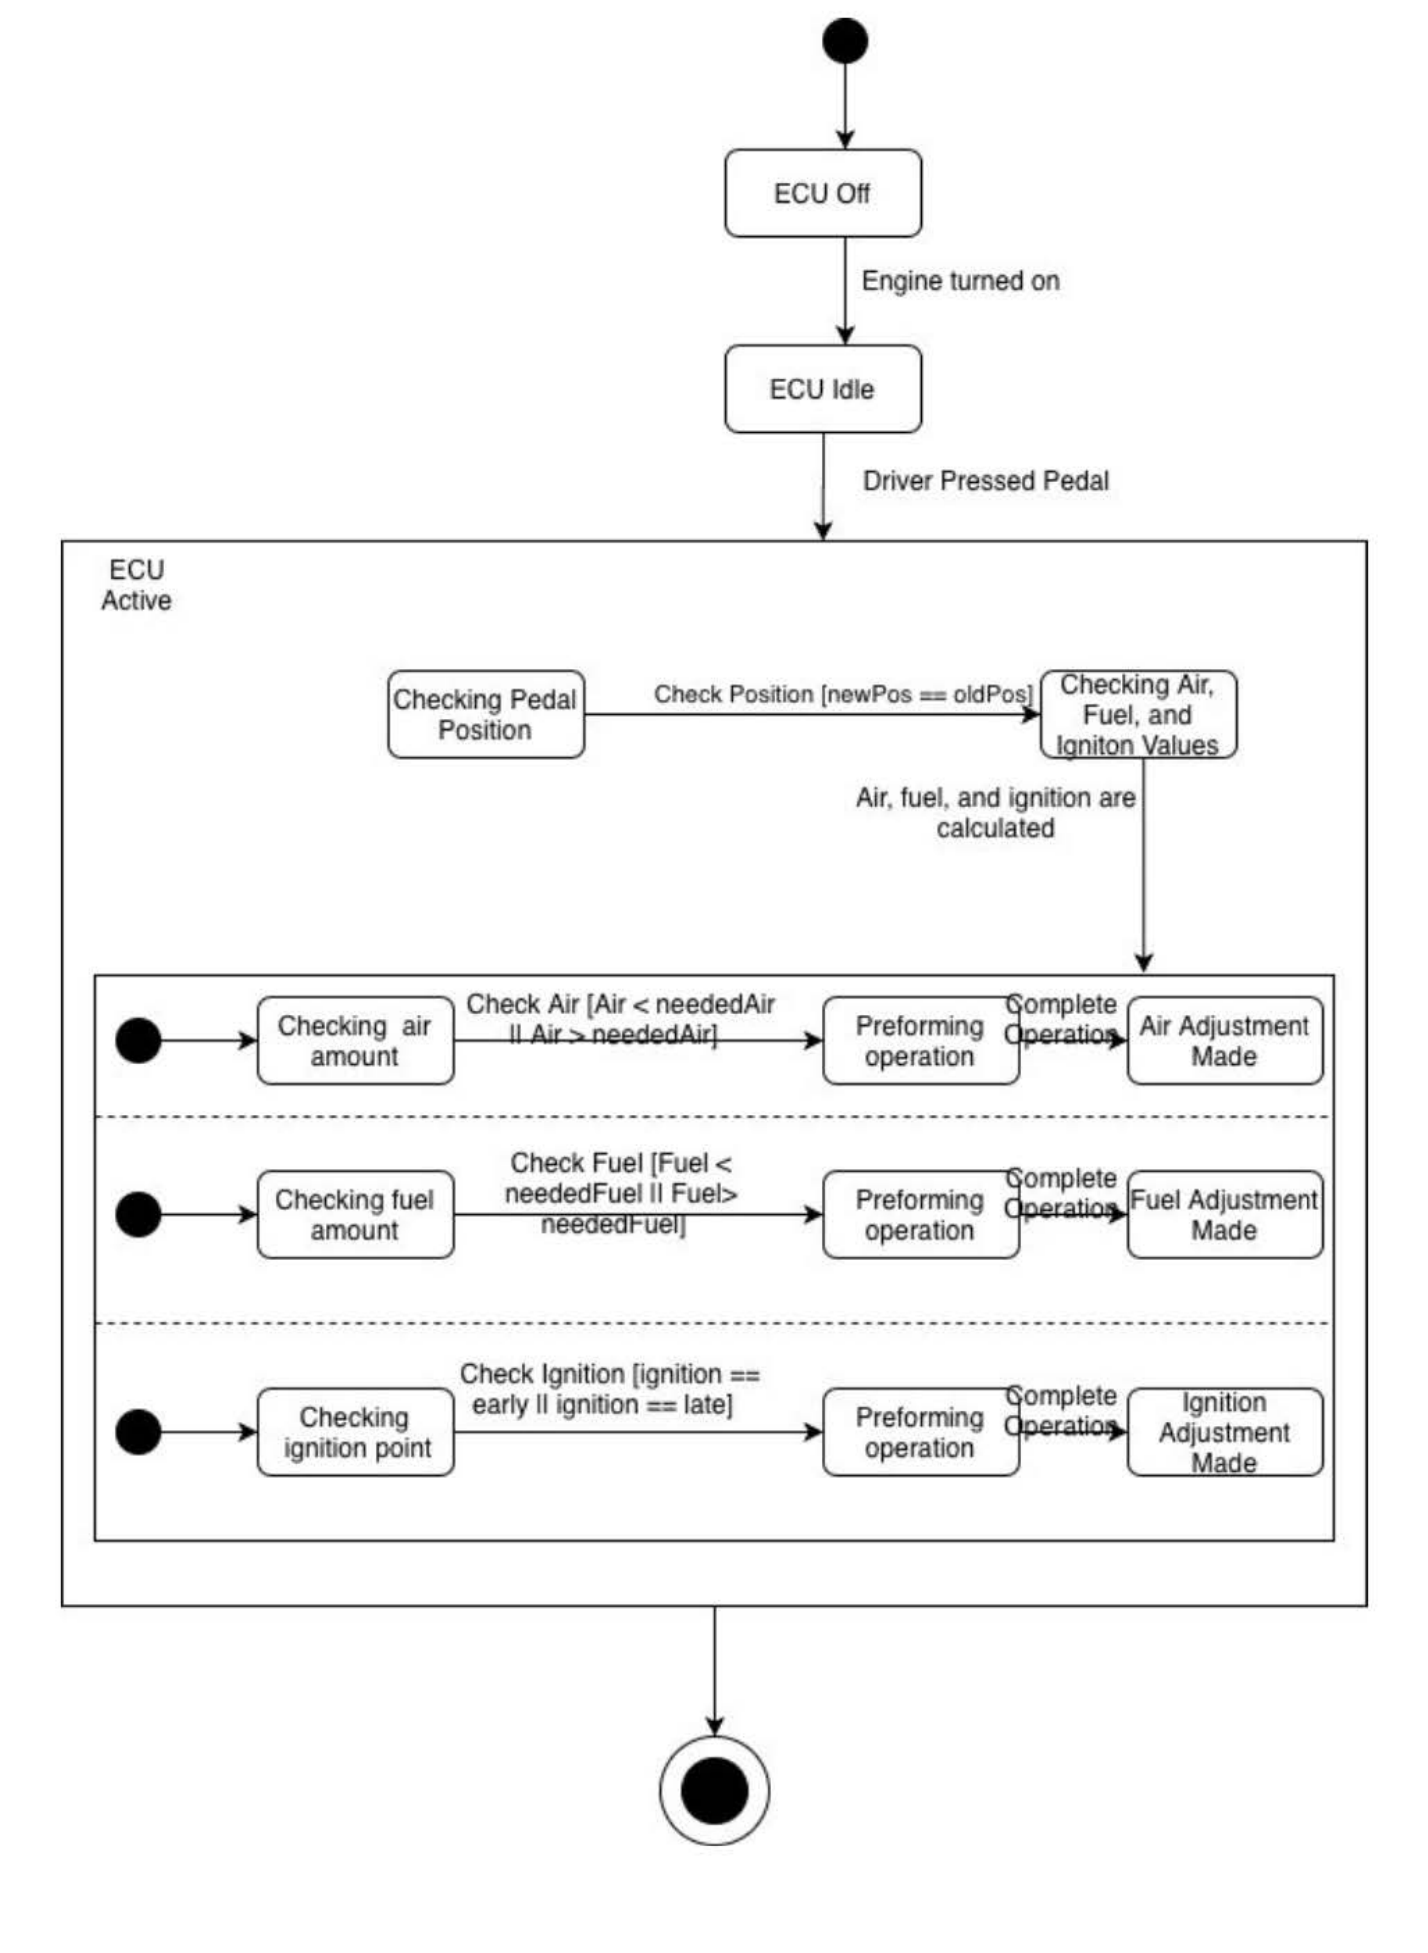 ECU Off
Engine turned on
ECU Idle
Driver Pressed Pedal
ECU
Active
Checking Pedal
Position
Check Position [newPos == oldPos]
Checking Air,
Fuel, and
Igniton Values
Air, fuel, and ignition are
calculated
Checking air
amount
Check Air [Air < neededAir
|| Air > neededAir]
Preforming
operation
Complete
Operation
Air Adjustment
Made
Checking fuel
amount
Check Fuel [Fuel <
neededFuel || Fuel>
neededFuel]
Preforming
operation
Complete
Operation
Fuel Adjustment
Made
Checking
ignition point
Check Ignition [ignition ==
early || ignition == late]
Preforming
operation
Complete
Operation
Ignition
Adjustment
Made